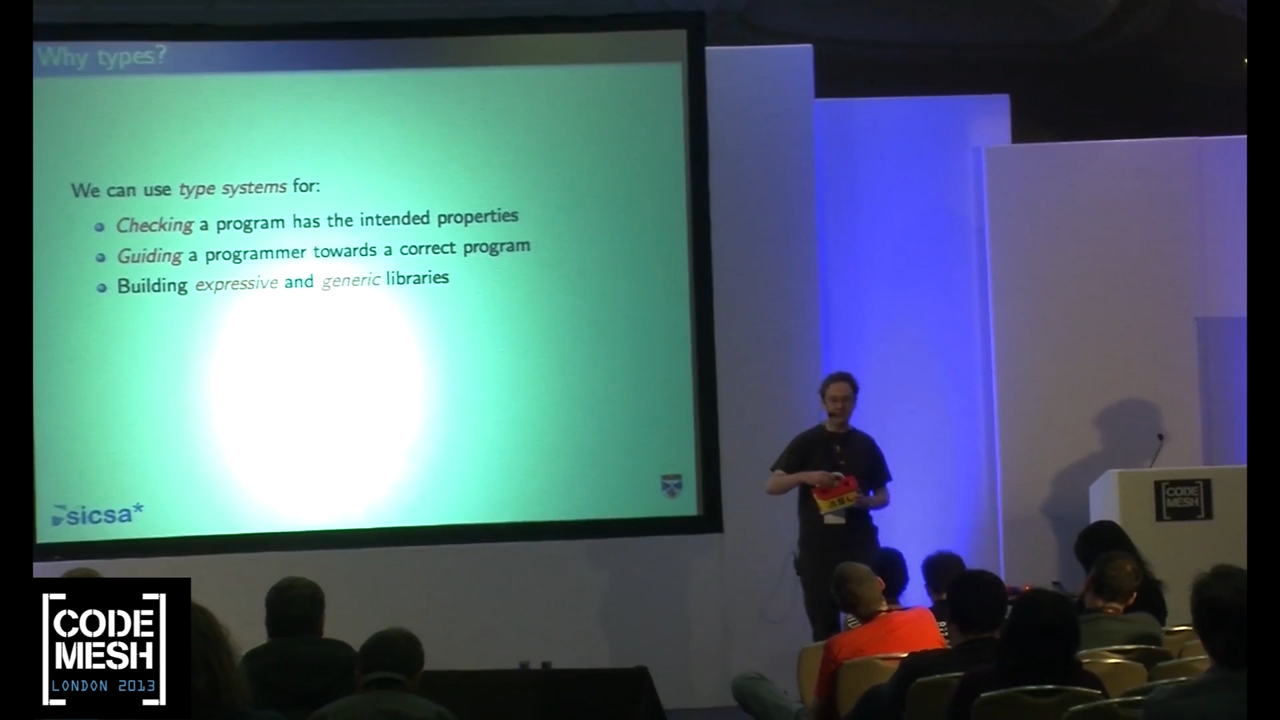 Why types?
We can use type systems for:
Checking a program has the intended properties
Guiding a programmer towards a correct program
Building expressive and generic libraries
sicsa*
CODE
MESH
CODE
MESH
LONDON 2013